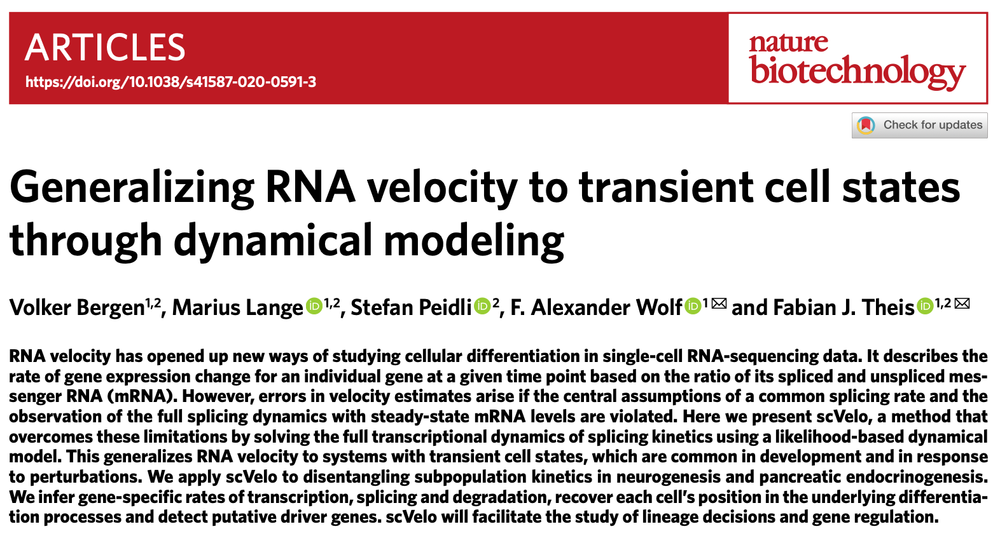 ARTICLES
https://doi.org/10.1038/s41587-020-0591-3
nature
biotechnology
Check for updates
Generalizing RNA velocity to transient cell states
through dynamical modeling
Volker Bergen1,2, Marius Lange iD 1,2, Stefan Peidli iD 2, F. Alexander Wolf iD 1 ✉ and Fabian J. Theis iD 1,2 ✉
RNA velocity has opened up new ways of studying cellular differentiation in single-cell RNA-sequencing data. It describes the
rate of gene expression change for an individual gene at a given time point based on the ratio of its spliced and unspliced mes-
senger RNA (mRNA). However, errors in velocity estimates arise if the central assumptions of a common splicing rate and the
observation of the full splicing dynamics with steady-state mRNA levels are violated. Here we present scVelo, a method that
overcomes these limitations by solving the full transcriptional dynamics of splicing kinetics using a likelihood-based dynamical
model. This generalizes RNA velocity to systems with transient cell states, which are common in development and in response
to perturbations. We apply scVelo to disentangling subpopulation kinetics in neurogenesis and pancreatic endocrinogenesis.
We infer gene-specific rates of transcription, splicing and degradation, recover each cell's position in the underlying differentia-
tion processes and detect putative driver genes. scVelo will facilitate the study of lineage decisions and gene regulation.